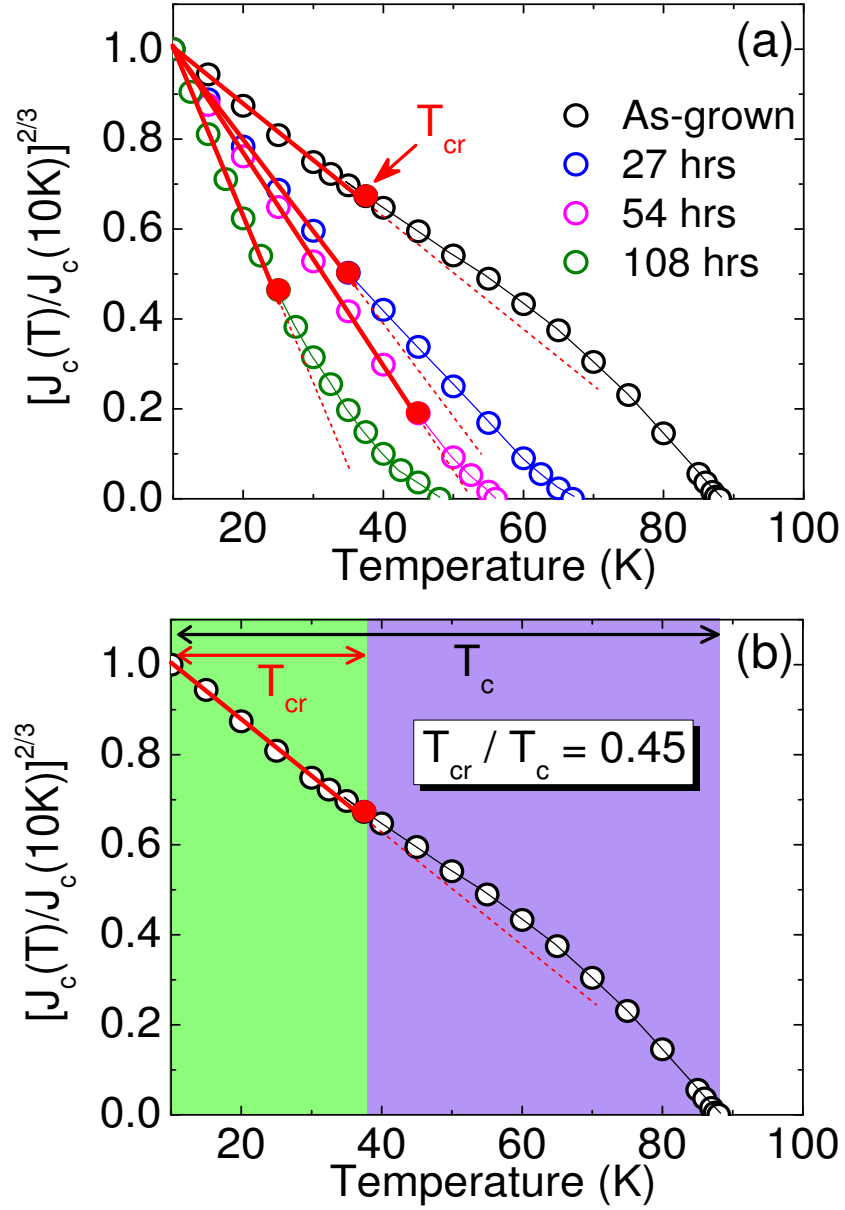 (a)
1.0
0.8
0.6
0.4
0.2
0.0
[J_c(T)/J_c(10K)]^{2/3}
T_cr
As-grown
27 hrs
54 hrs
108 hrs
20 40 60 80 100
Temperature (K)
(b)
1.0
0.8
0.6
0.4
0.2
0.0
[J_c(T)/J_c(10K)]^{2/3}
T_c
T_cr
T_cr / T_c = 0.45
20 40 60 80 100
Temperature (K)